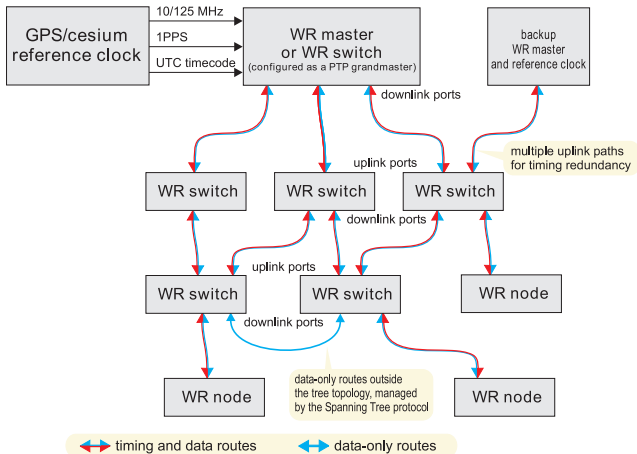 10/125 MHz
GPS/cesium
reference clock
1PPS
UTC timecode
WR master
or WR switch
(configured as a PTP grandmaster)
backup
WR master
and reference clock
downlink ports
multiple uplink paths
for timing redundancy
uplink ports
WR switch
WR switch
WR switch
downlink ports
uplink ports
WR switch
WR switch
WR node
downlink ports
data-only routes outside
the tree topology, managed
by the Spanning Tree protocol
WR node
WR node
timing and data routes
data-only routes